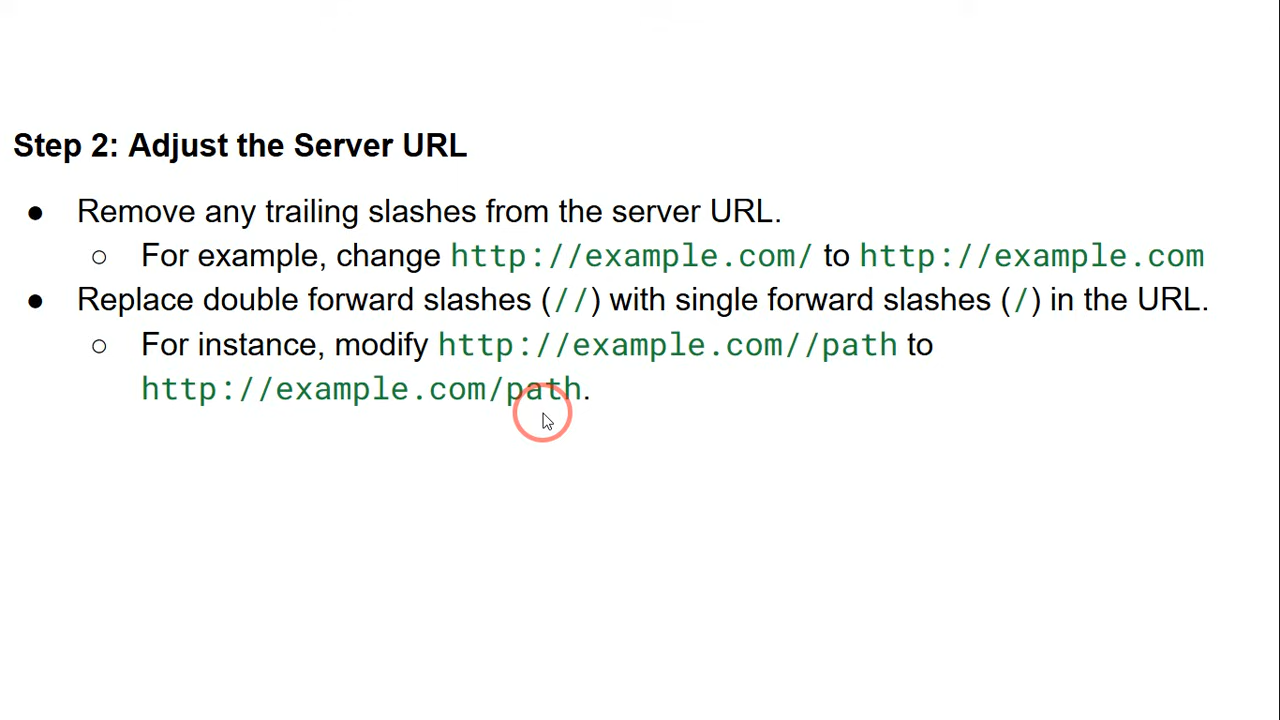 Step 2: Adjust the Server URL
● Remove any trailing slashes from the server URL.
○ For example, change http://example.com/ to http://example.com
● Replace double forward slashes (//) with single forward slashes (/) in the URL.
○ For instance, modify http://example.com//path to
http://example.com/path.